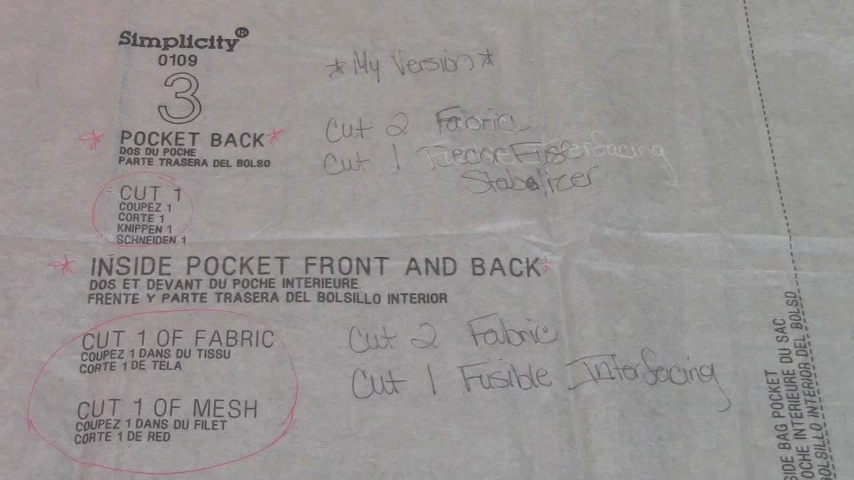 Simplicity®
0109
3
*My Version*
* POCKET BACK *
DOS DU POCHE
PARTE TRASERA DEL BOLSO
Cut 2 Fabric
Cut 1
Stabolizer
CUT 1
COUPEZ 1
CORTE 1
KNIPPEN 1
SCHNEIDEN 1
* INSIDE POCKET FRONT AND BACK *
DOS ET DEVANT DU POCHE INTERIEURE
FRENTE Y PARTE TRASERA DEL BOLSILLO INTERIOR
CUT 1 OF FABRIC
COUPEZ 1 DANS DU TISSU
CORTE 1 DE TELA
Cut 2 Fabric
Cut 1 Fusible Interfacing
CUT 1 OF MESH
COUPEZ 1 DANS DU FILET
CORTE 1 DE RED
SIDE BAG POCKET
OCHE INTERIEURE DU SAC
BOLSILLO INTERIOR DEL BOLSO